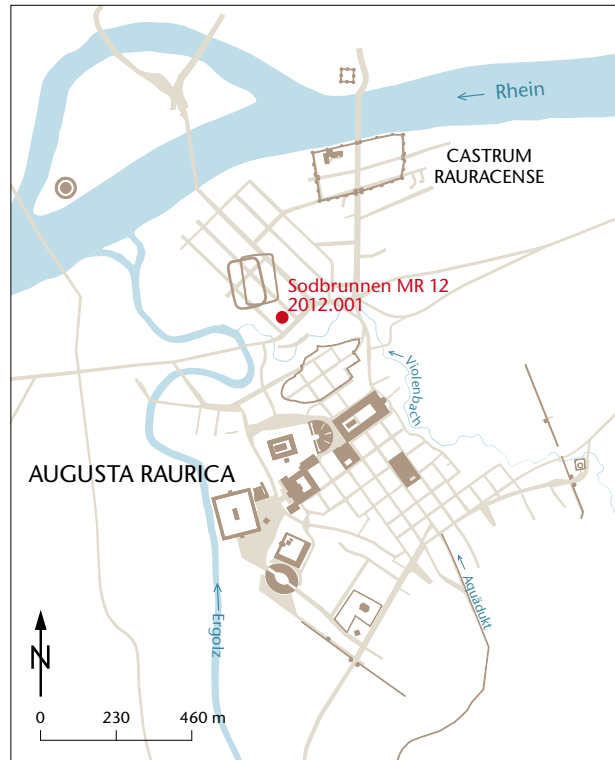 ← Rhein
CASTRUM
RAURACENSE
Sodbrunnen MR 12
2012.001
← Violenbach
AUGUSTA RAURICA
← Aquädukt
← Ergolz
N
0 230 460 m